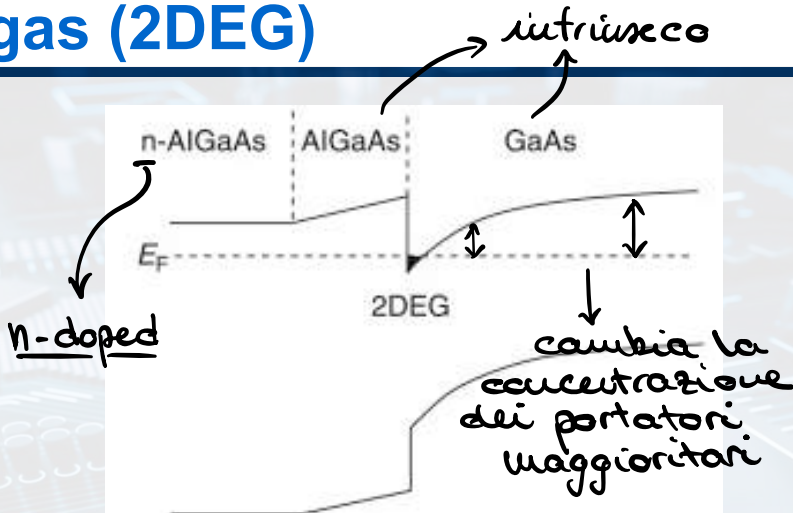 gas (2DEG)
intrinseco
n-AlGaAs AlGaAs GaAs
EF
2DEG
n-doped
cambia la
concentrazione
dei portatori
maggioritari